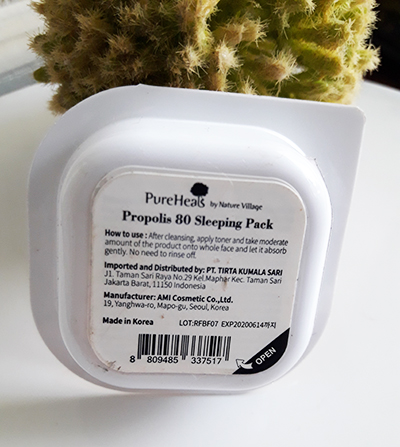 PureHeals by Nature Village
Propolis 80 Sleeping Pack
How to use : After cleansing, apply toner and take moderate
amount of the product onto whole face and let it absorb
gently. No need to rinse off.
Imported and Distributed by: PT. TIRTA KUMALA SARI
J1. Taman Sari Raya No.29 Kel.Maphar Kec. Taman Sari
Jakarta Barat, 11150 Indonesia
Manufacturer: AMI Cosmetic Co.,Ltd.
19, Yanghwa-ro, Mapo-gu, Seoul, Korea
Made in Korea LOT:RFBF07 EXP20200614까지
8 809485 337517
OPEN